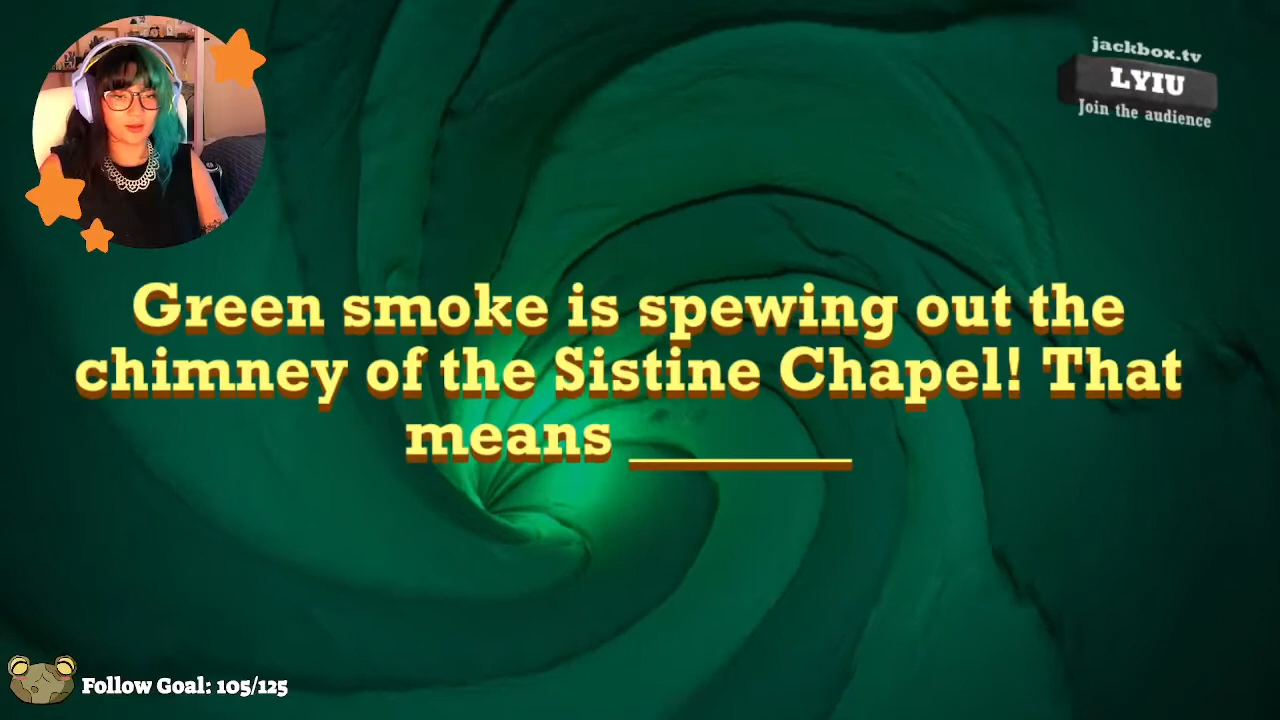 jackbox.tv
LYIU
Join the audience
Green smoke is spewing out the
chimney of the Sistine Chapel! That
means ________
Follow Goal: 105/125